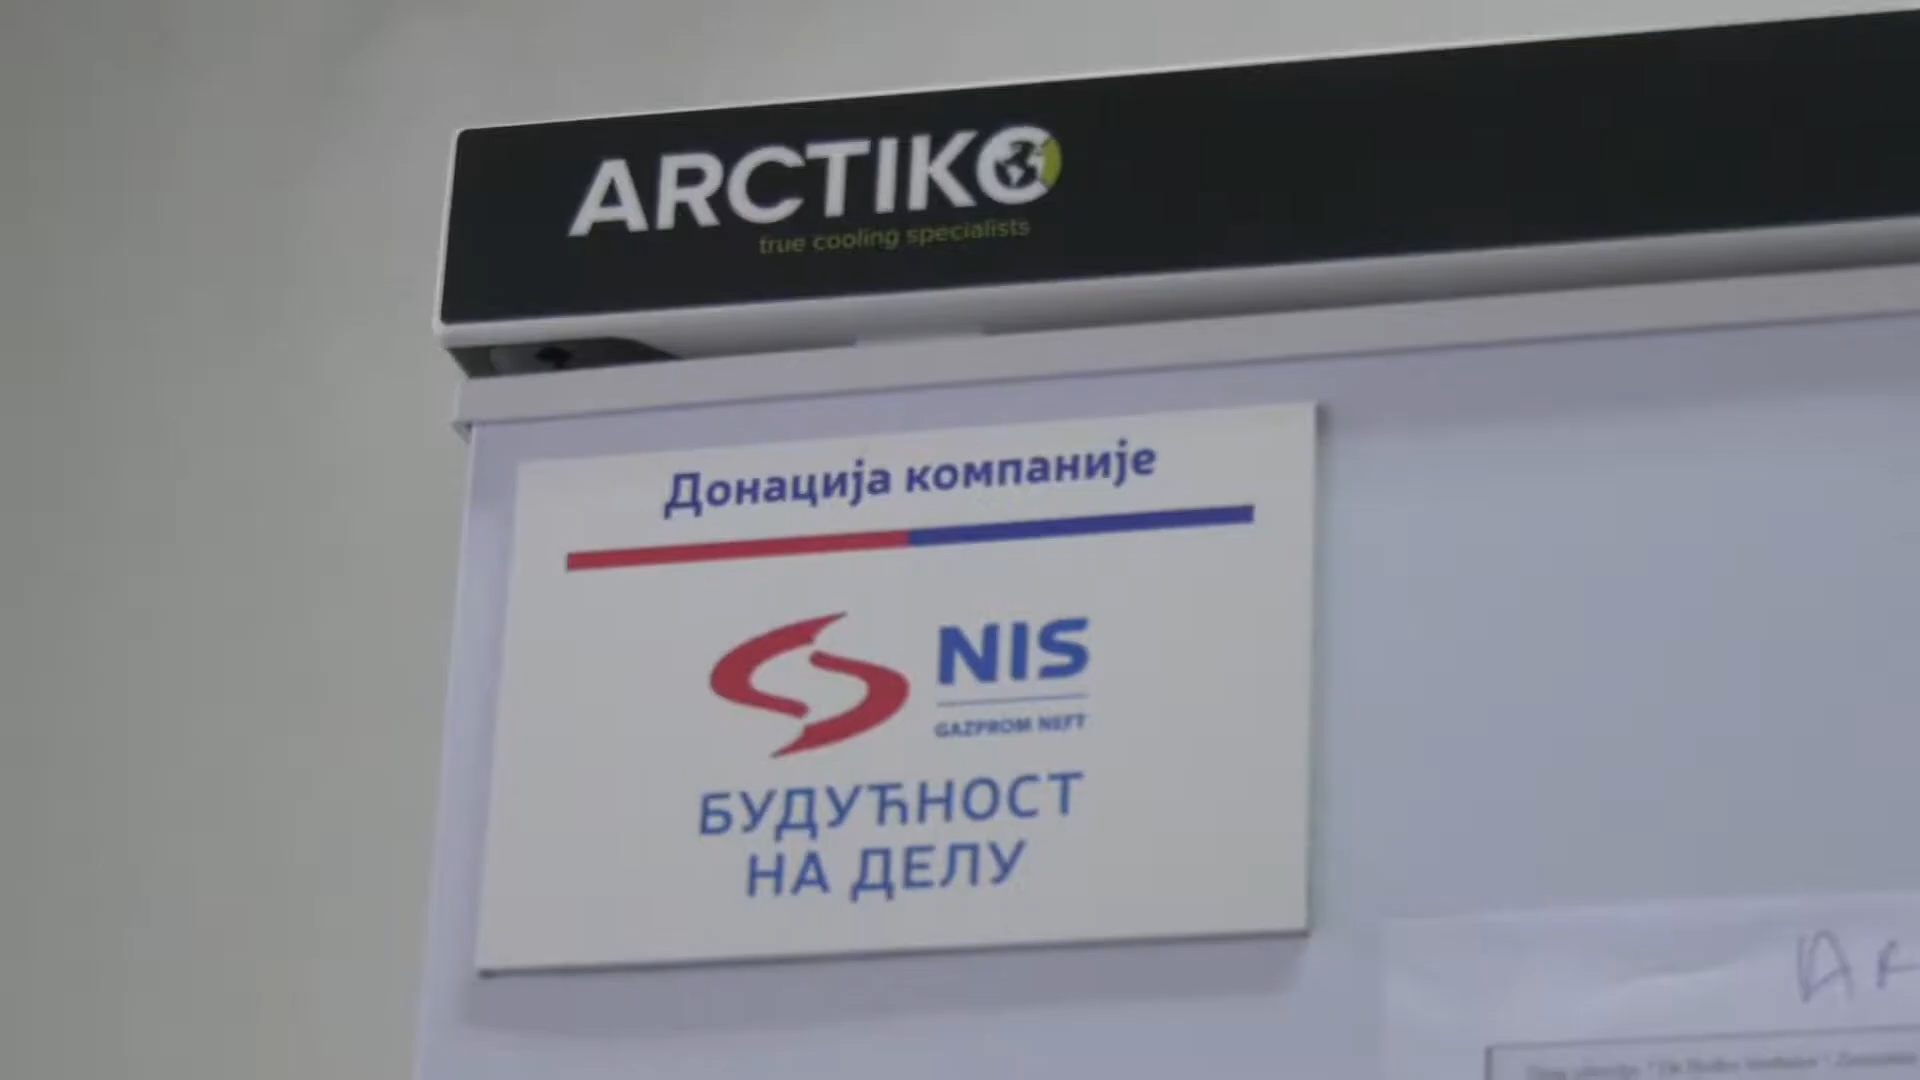 ARCTIKO
true cooling specialists
Донација компаније
NIS
GAZPROM NEFT
БУДУЋНОСТ
НА ДЕЛУ